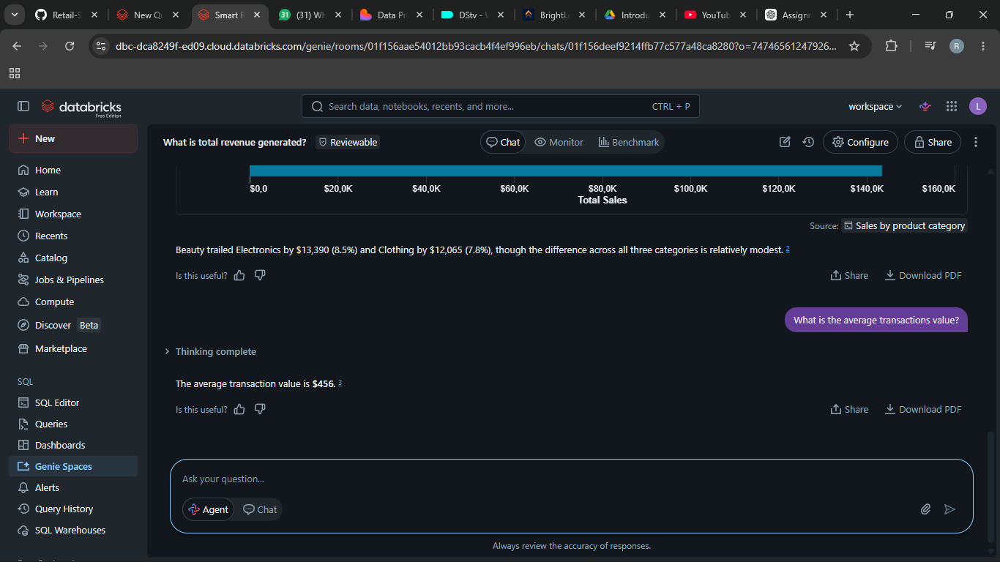 Retail-S
New Q
Smart R
31
(31) Wh
Data Pr
DStv - V
BrightL
Introdu
YouTub
Assignm
dbc-dca8249f-ed09.cloud.databricks.com/genie/rooms/01f156aae54012bb93cacb4f4ef996eb/chats/01f156deef9214ffb77c577a48ca8280?o=74746561247926...
R
databricks
Free Edition
Search data, notebooks, recents, and more...
CTRL + P
workspace
L
New
Home
Learn
Workspace
Recents
Catalog
Jobs & Pipelines
Compute
Discover Beta
Marketplace
SQL
SQL Editor
Queries
Dashboards
Genie Spaces
Alerts
Query History
SQL Warehouses
What is total revenue generated? Reviewable
Chat Monitor Benchmark
Configure
Share
$0,0 $20,0K $40,0K $60,0K $80,0K $100,0K $120,0K $140,0K $160,0K
Total Sales
Source: Sales by product category
Beauty trailed Electronics by $13,390 (8.5%) and Clothing by $12,065 (7.8%), though the difference across all three categories is relatively modest. 2
Is this useful?
Share Download PDF
What is the average transactions value?
Thinking complete
The average transaction value is $456. 3
Is this useful?
Share Download PDF
Ask your question...
Agent Chat
Always review the accuracy of responses.